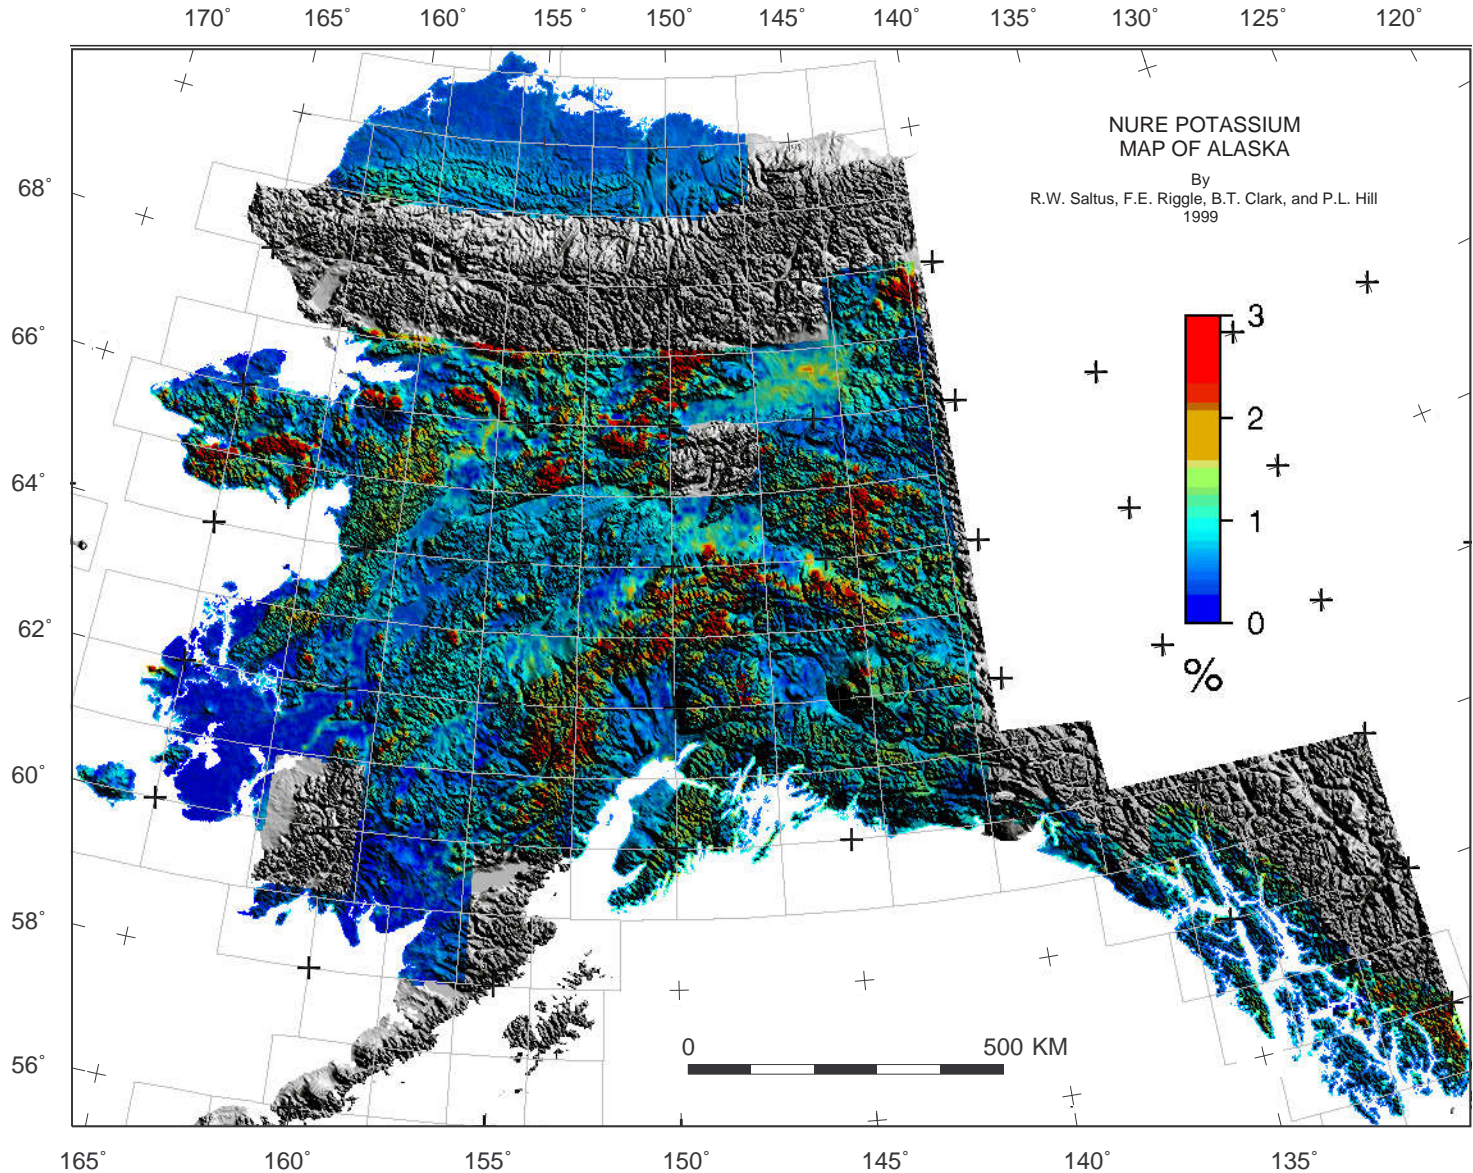 170˚ 165˚ 160˚ 155˚ 150˚ 145˚ 140˚ 135˚ 130˚ 125˚ 120˚
NURE POTASSIUM
MAP OF ALASKA
By
R.W. Saltus, F.E. Riggle, B.T. Clark, and P.L. Hill
1999
68˚
66˚
64˚
62˚
60˚
58˚
56˚
3
2
1
0
%
0 500 KM
165˚ 160˚ 155˚ 150˚ 145˚ 140˚ 135˚